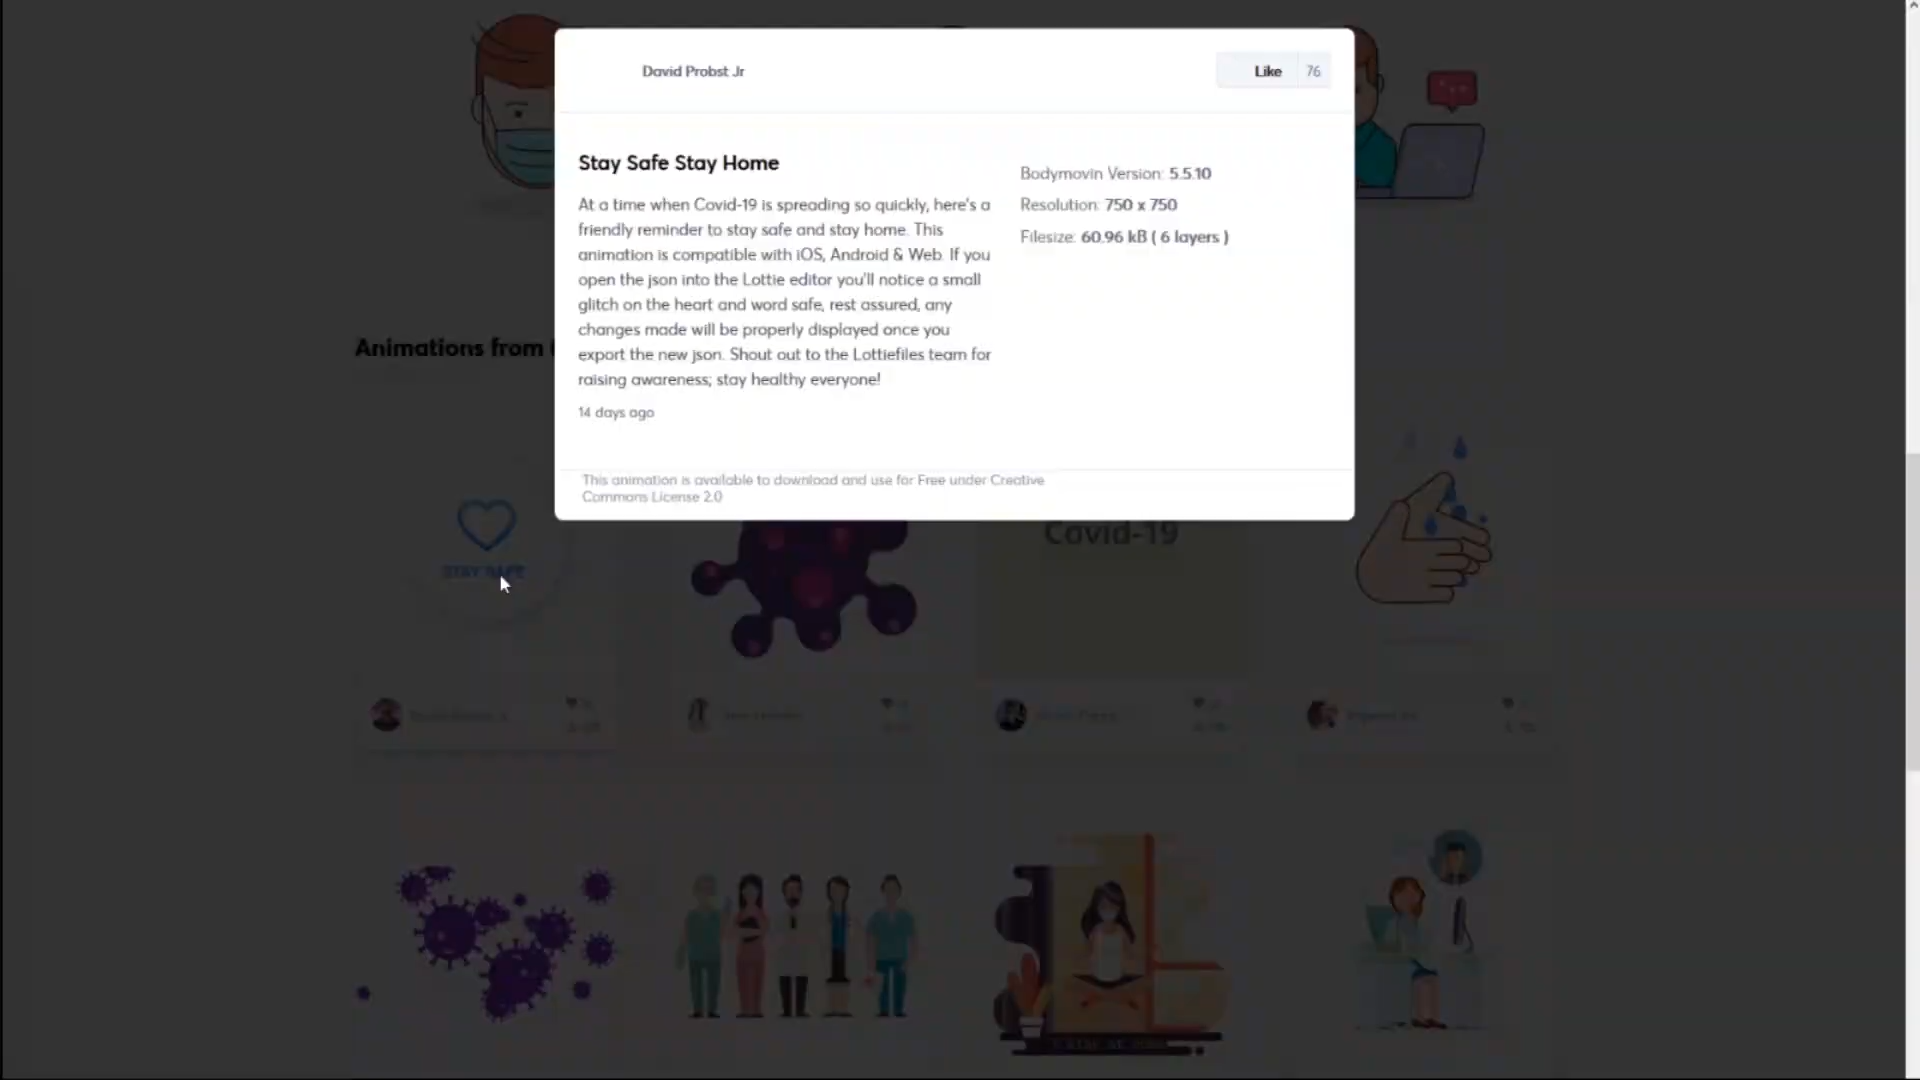 David Probst Jr
Like 76
Stay Safe Stay Home
At a time when Covid-19 is spreading so quickly, here's a
friendly reminder to stay safe and stay home. This
animation is compatible with iOS, Android & Web. If you
open the json into the Lottie editor you'll notice a small
glitch on the heart and word safe, rest assured, any
changes made will be properly displayed once you
export the new json. Shout out to the Lottiefiles team for
raising awareness; stay healthy everyone!
14 days ago
Bodymovin Version: 5.5.10
Resolution: 750 x 750
Filesize: 60.96 kB ( 6 layers )
This animation is available to download and use for Free under Creative
Commons License 2.0
Animations from
STAY SAFE
Covid-19